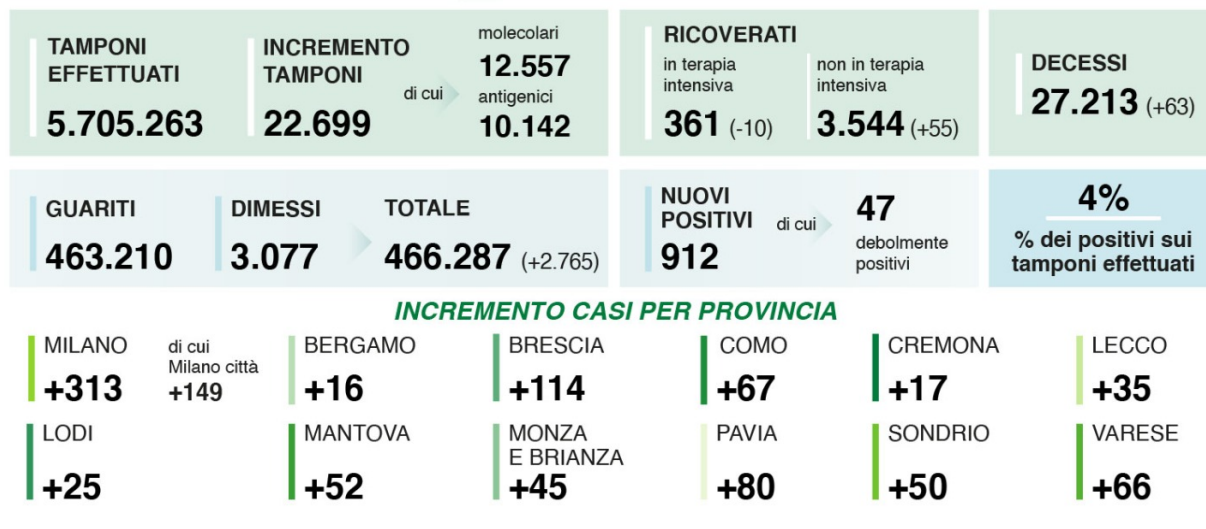 TAMPONI
EFFETTUATI
5.705.263
INCREMENTO
TAMPONI
22.699
di cui
molecolari
12.557
antigenici
10.142
RICOVERATI
in terapia
intensiva
361 (-10)
non in terapia
intensiva
3.544 (+55)
DECESSI
27.213 (+63)
GUARITI
463.210
DIMESSI
3.077
TOTALE
466.287 (+2.765)
NUOVI
POSITIVI
912
di cui
47
debolmente
positivi
4%
% dei positivi sui
tamponi effettuati
INCREMENTO CASI PER PROVINCIA
MILANO
+313
di cui
Milano città
+149
BERGAMO
+16
BRESCIA
+114
COMO
+67
CREMONA
+17
LECCO
+35
LODI
+25
MANTOVA
+52
MONZA
E BRIANZA
+45
PAVIA
+80
SONDRIO
+50
VARESE
+66